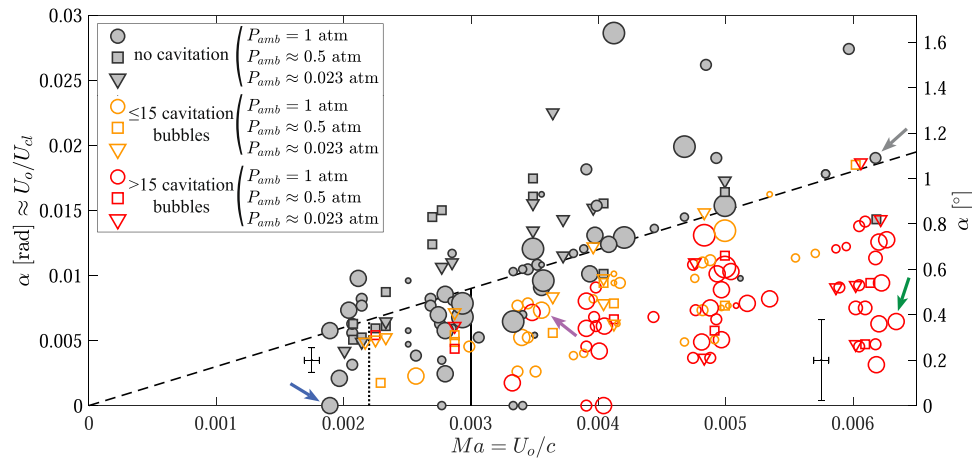 0.03
0.025
0.02
0.015
0.01
0.005
0
α [rad] ≈ U_o/U_cl
no cavitation
P_amb = 1 atm
P_amb ≈ 0.5 atm
P_amb ≈ 0.023 atm
≤15 cavitation
bubbles
P_amb = 1 atm
P_amb ≈ 0.5 atm
P_amb ≈ 0.023 atm
>15 cavitation
bubbles
P_amb = 1 atm
P_amb ≈ 0.5 atm
P_amb ≈ 0.023 atm
1.6
1.4
1.2
1
0.8
0.6
0.4
0.2
0
α [°]
0 0.001 0.002 0.003 0.004 0.005 0.006
Ma = U_o/c